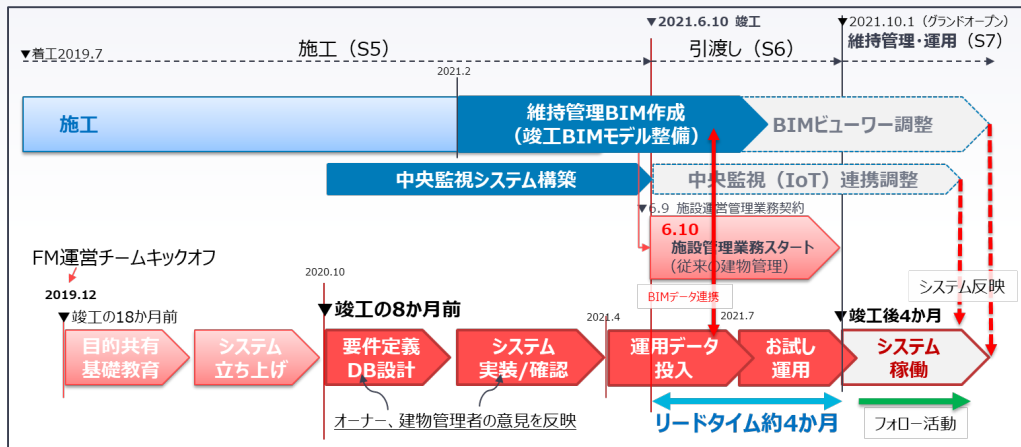 ▼着工2019.7
施工（S5）
▼2021.6.10 竣工
引渡し（S6）
▼2021.10.1（グランドオープン）
維持管理・運用（S7）
2021.2
施工
維持管理BIM作成
（竣工BIMモデル整備）
BIMビューワー調整
中央監視システム構築
中央監視（IoT）連携調整
▼6.9 施設運営管理業務契約
6.10
施設管理業務スタート
（従来の建物管理）
FM運営チームキックオフ
2019.12
▼竣工の18か月前
2020.10
▼竣工の8か月前
BIMデータ連携
2021.4
2021.7
システム反映
▼竣工後4か月
目的共有
基礎教育
システム
立ち上げ
要件定義
DB設計
システム
実装/確認
運用データ
投入
お試し
運用
システム
稼働
オーナー、建物管理者の意見を反映
リードタイム約4か月
フォロー活動